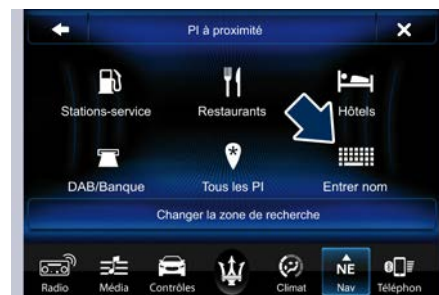 PI à proximité
Stations-service
Restaurants
Hôtels
DAB/Banque
Tous les PI
Entrer nom
Changer la zone de recherche
Radio
Média
Contrôles
Climat
NE
Nav
Téléphon